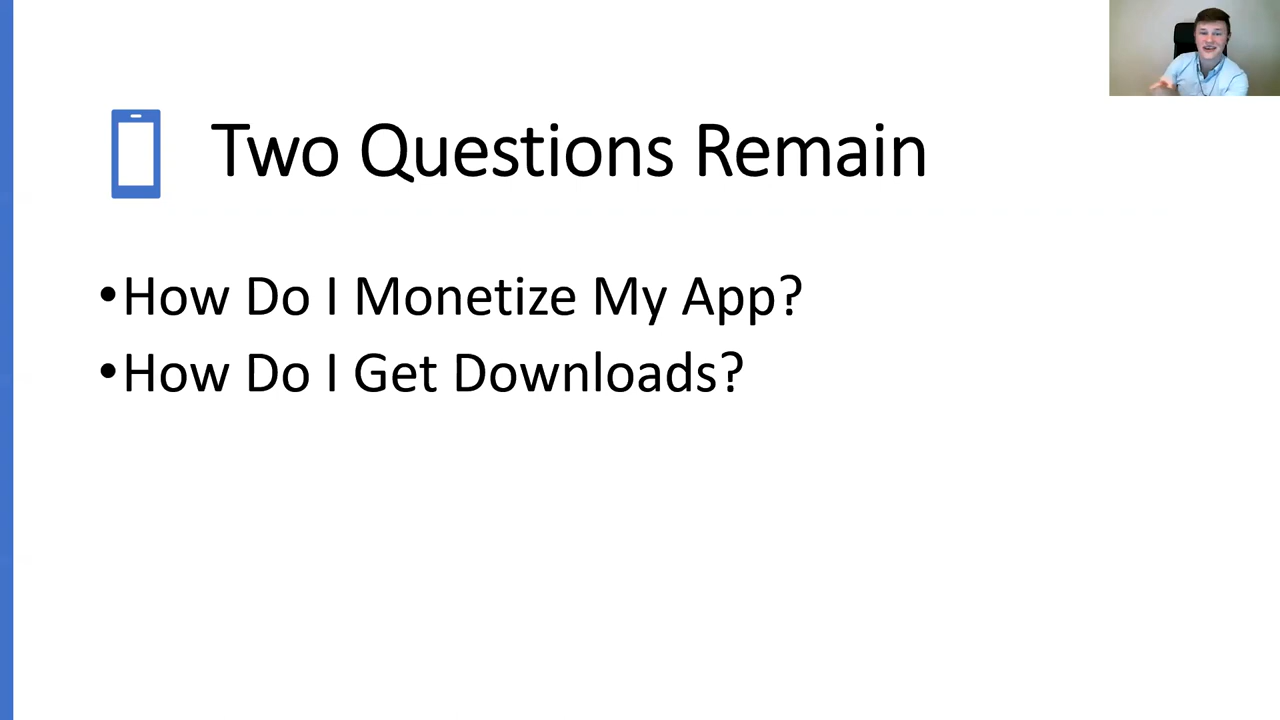 Two Questions Remain
•How Do I Monetize My App?
•How Do I Get Downloads?